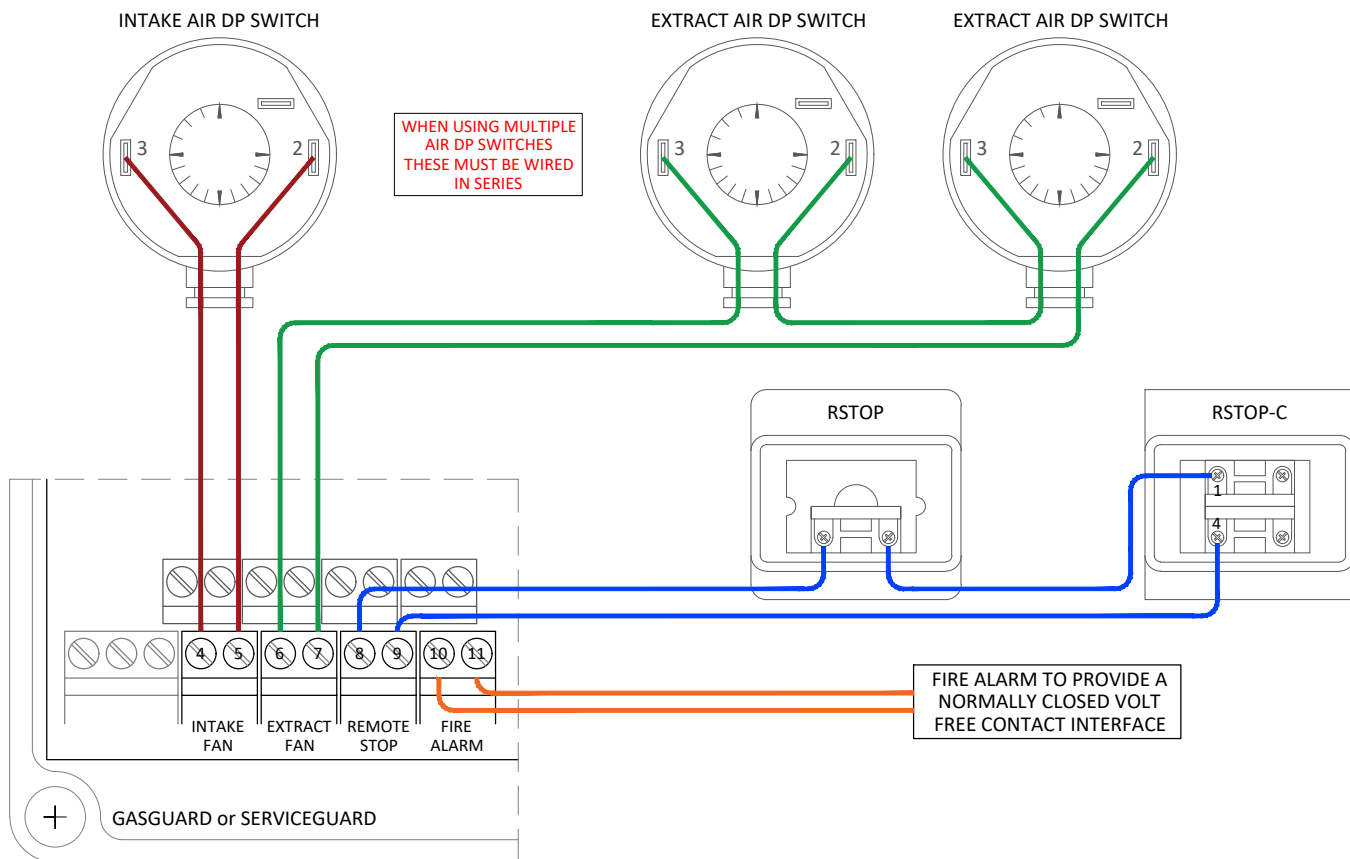 INTAKE AIR DP SWITCH
EXTRACT AIR DP SWITCH
EXTRACT AIR DP SWITCH
3
2
WHEN USING MULTIPLE
AIR DP SWITCHES
THESE MUST BE WIRED
IN SERIES
3
2
3
2
RSTOP
RSTOP-C
1
4
4
5
6
7
8
9
10
11
INTAKE
FAN
EXTRACT
FAN
REMOTE
STOP
FIRE
ALARM
FIRE ALARM TO PROVIDE A
NORMALLY CLOSED VOLT
FREE CONTACT INTERFACE
GASGUARD or SERVICEGUARD